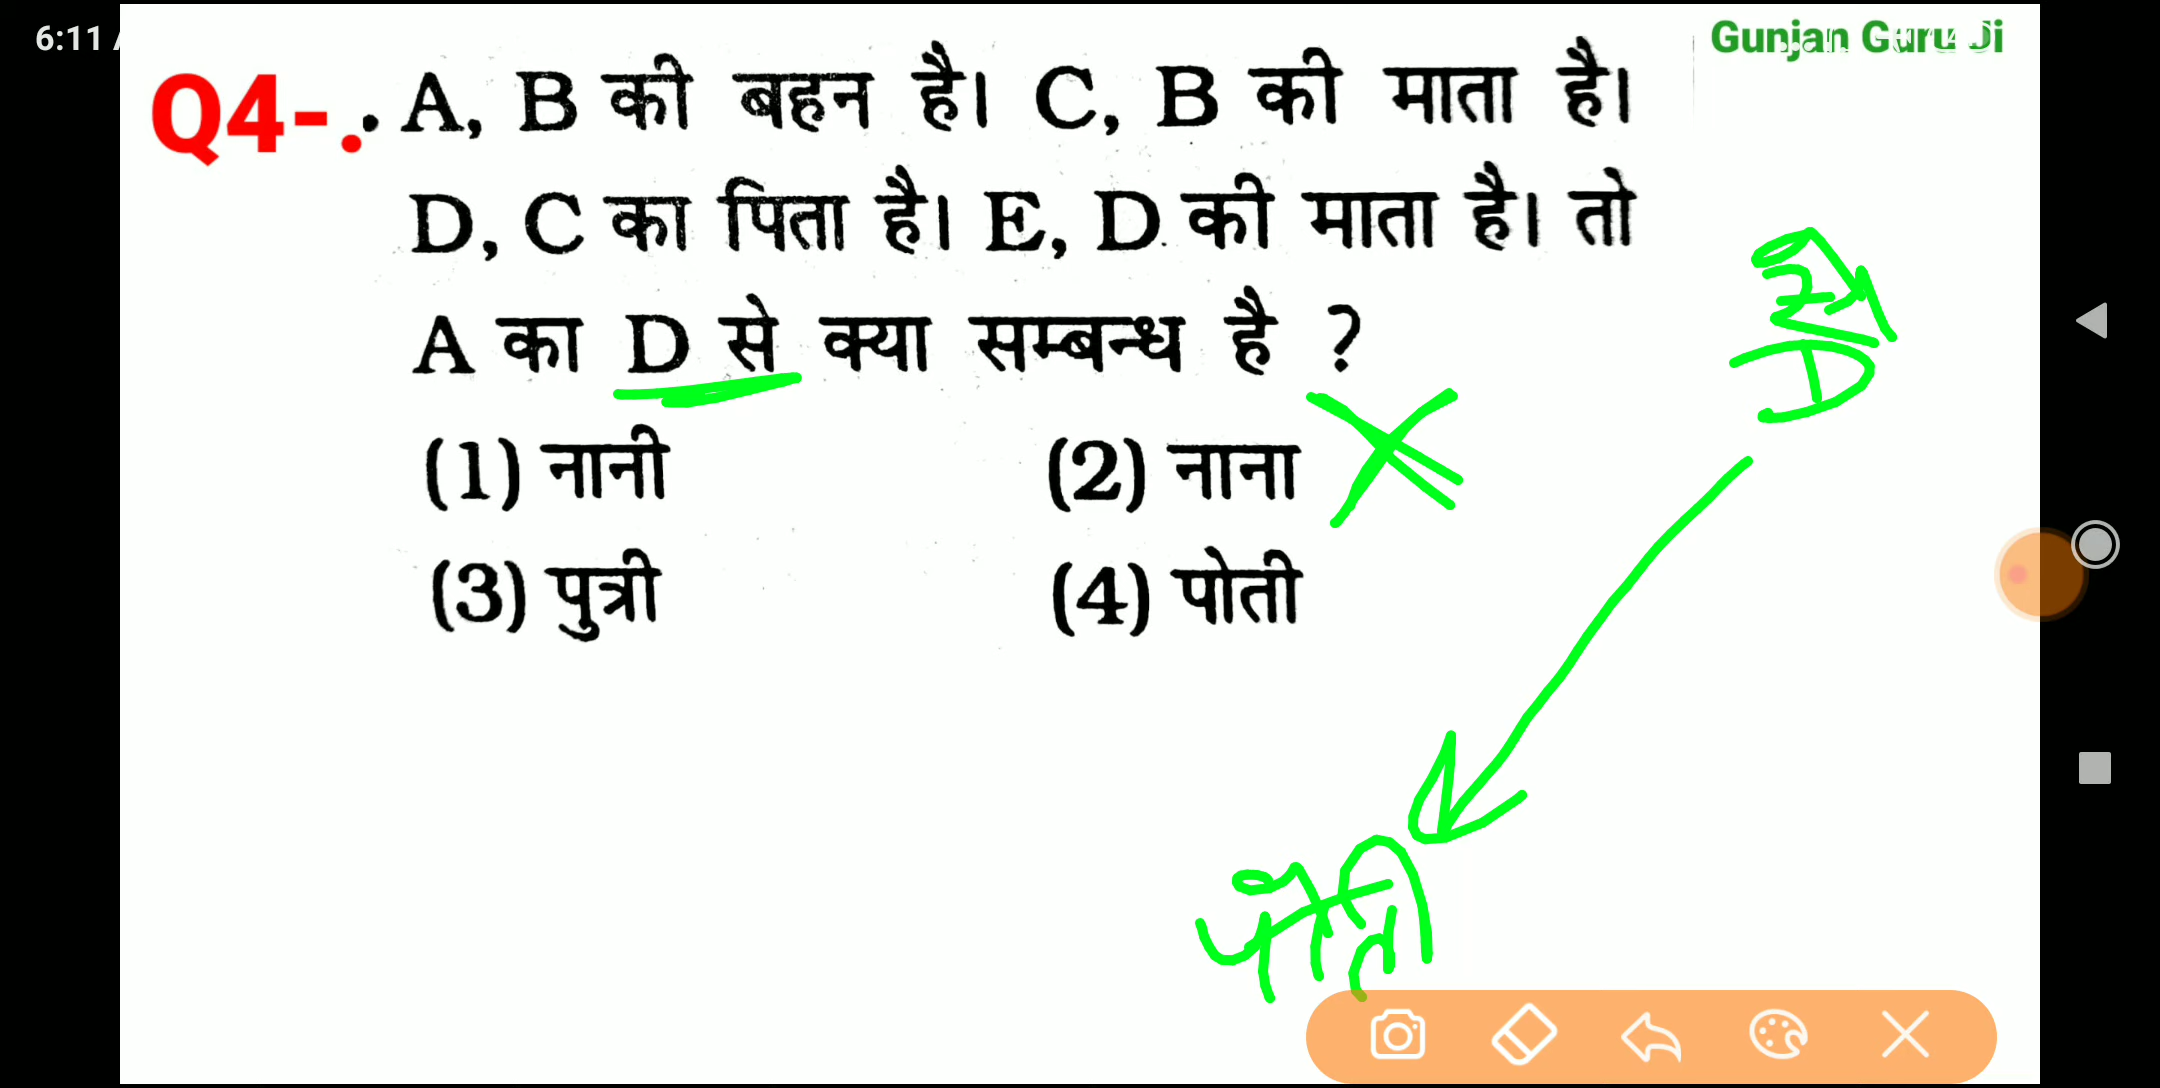 6:11
Gunjan Guru Ji
Q4-. . A, B की बहन है। C, B की माता है।
D, C का पिता है। E, D की माता है। तो
A का D से क्या सम्बन्ध है ?
(1) नानी (2) नाना
(3) पुत्री (4) पोती
D
पोती